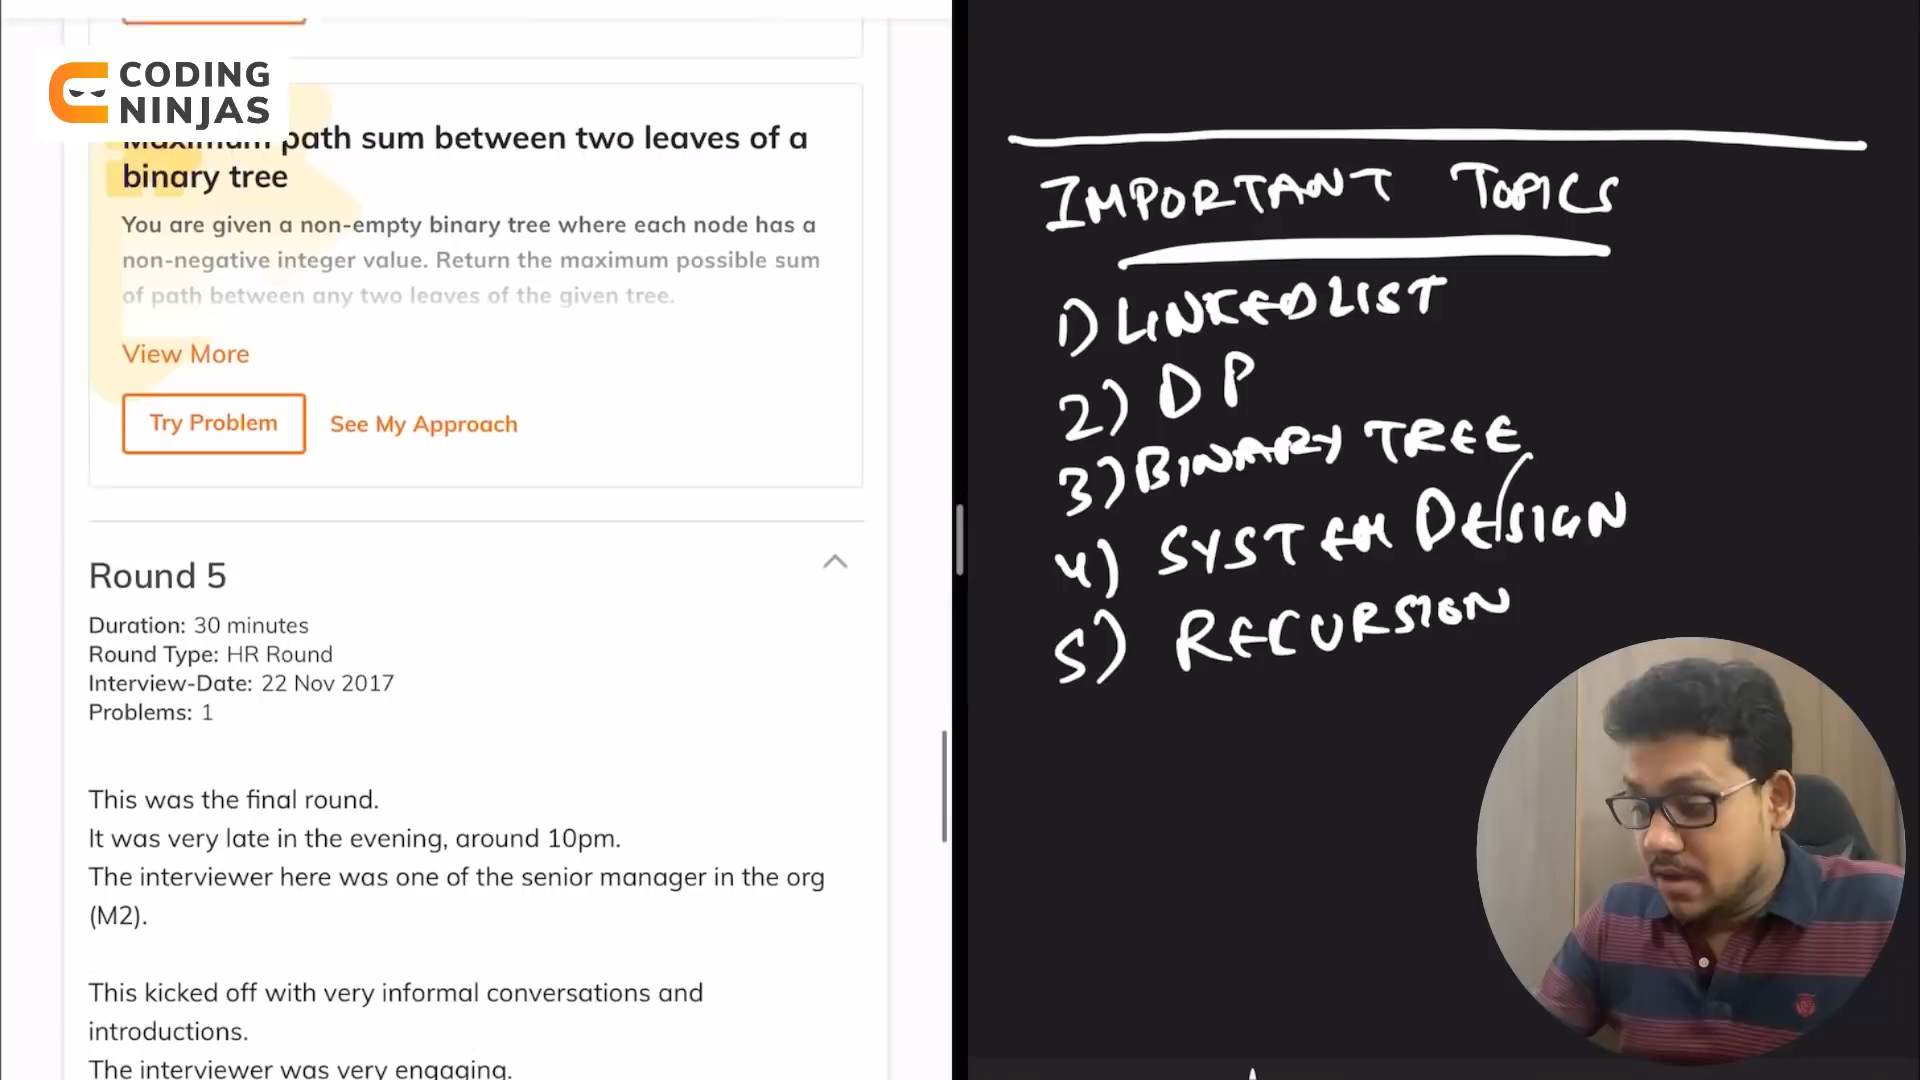 CODING
NINJAS
Maximum path sum between two leaves of a
binary tree
You are given a non-empty binary tree where each node has a
non-negative integer value. Return the maximum possible sum
of path between any two leaves of the given tree.
View More
Try Problem
See My Approach
Round 5
Duration: 30 minutes
Round Type: HR Round
Interview-Date: 22 Nov 2017
Problems: 1
This was the final round.
It was very late in the evening, around 10pm.
The interviewer here was one of the senior manager in the org
(M2).
This kicked off with very informal conversations and
introductions.
The interviewer was very engaging.
IMPORTANT TOPICS
1) LINKEDLIST
2) DP
3) BINARY TREE
4) SYSTEM DESIGN
5) RECURSION